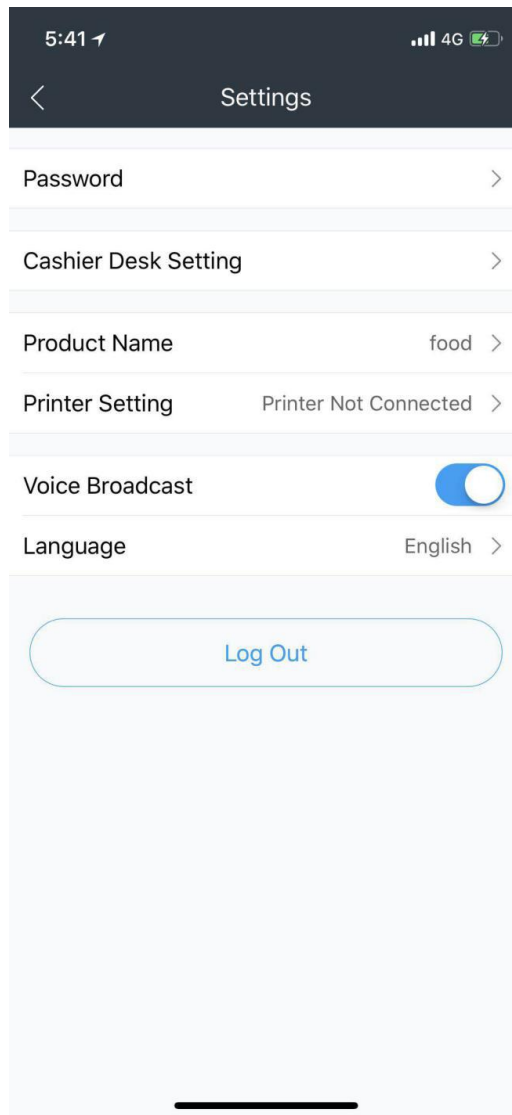 5:41 4G
Settings
Password
Cashier Desk Setting
Product Name food
Printer Setting Printer Not Connected
Voice Broadcast
Language English
Log Out